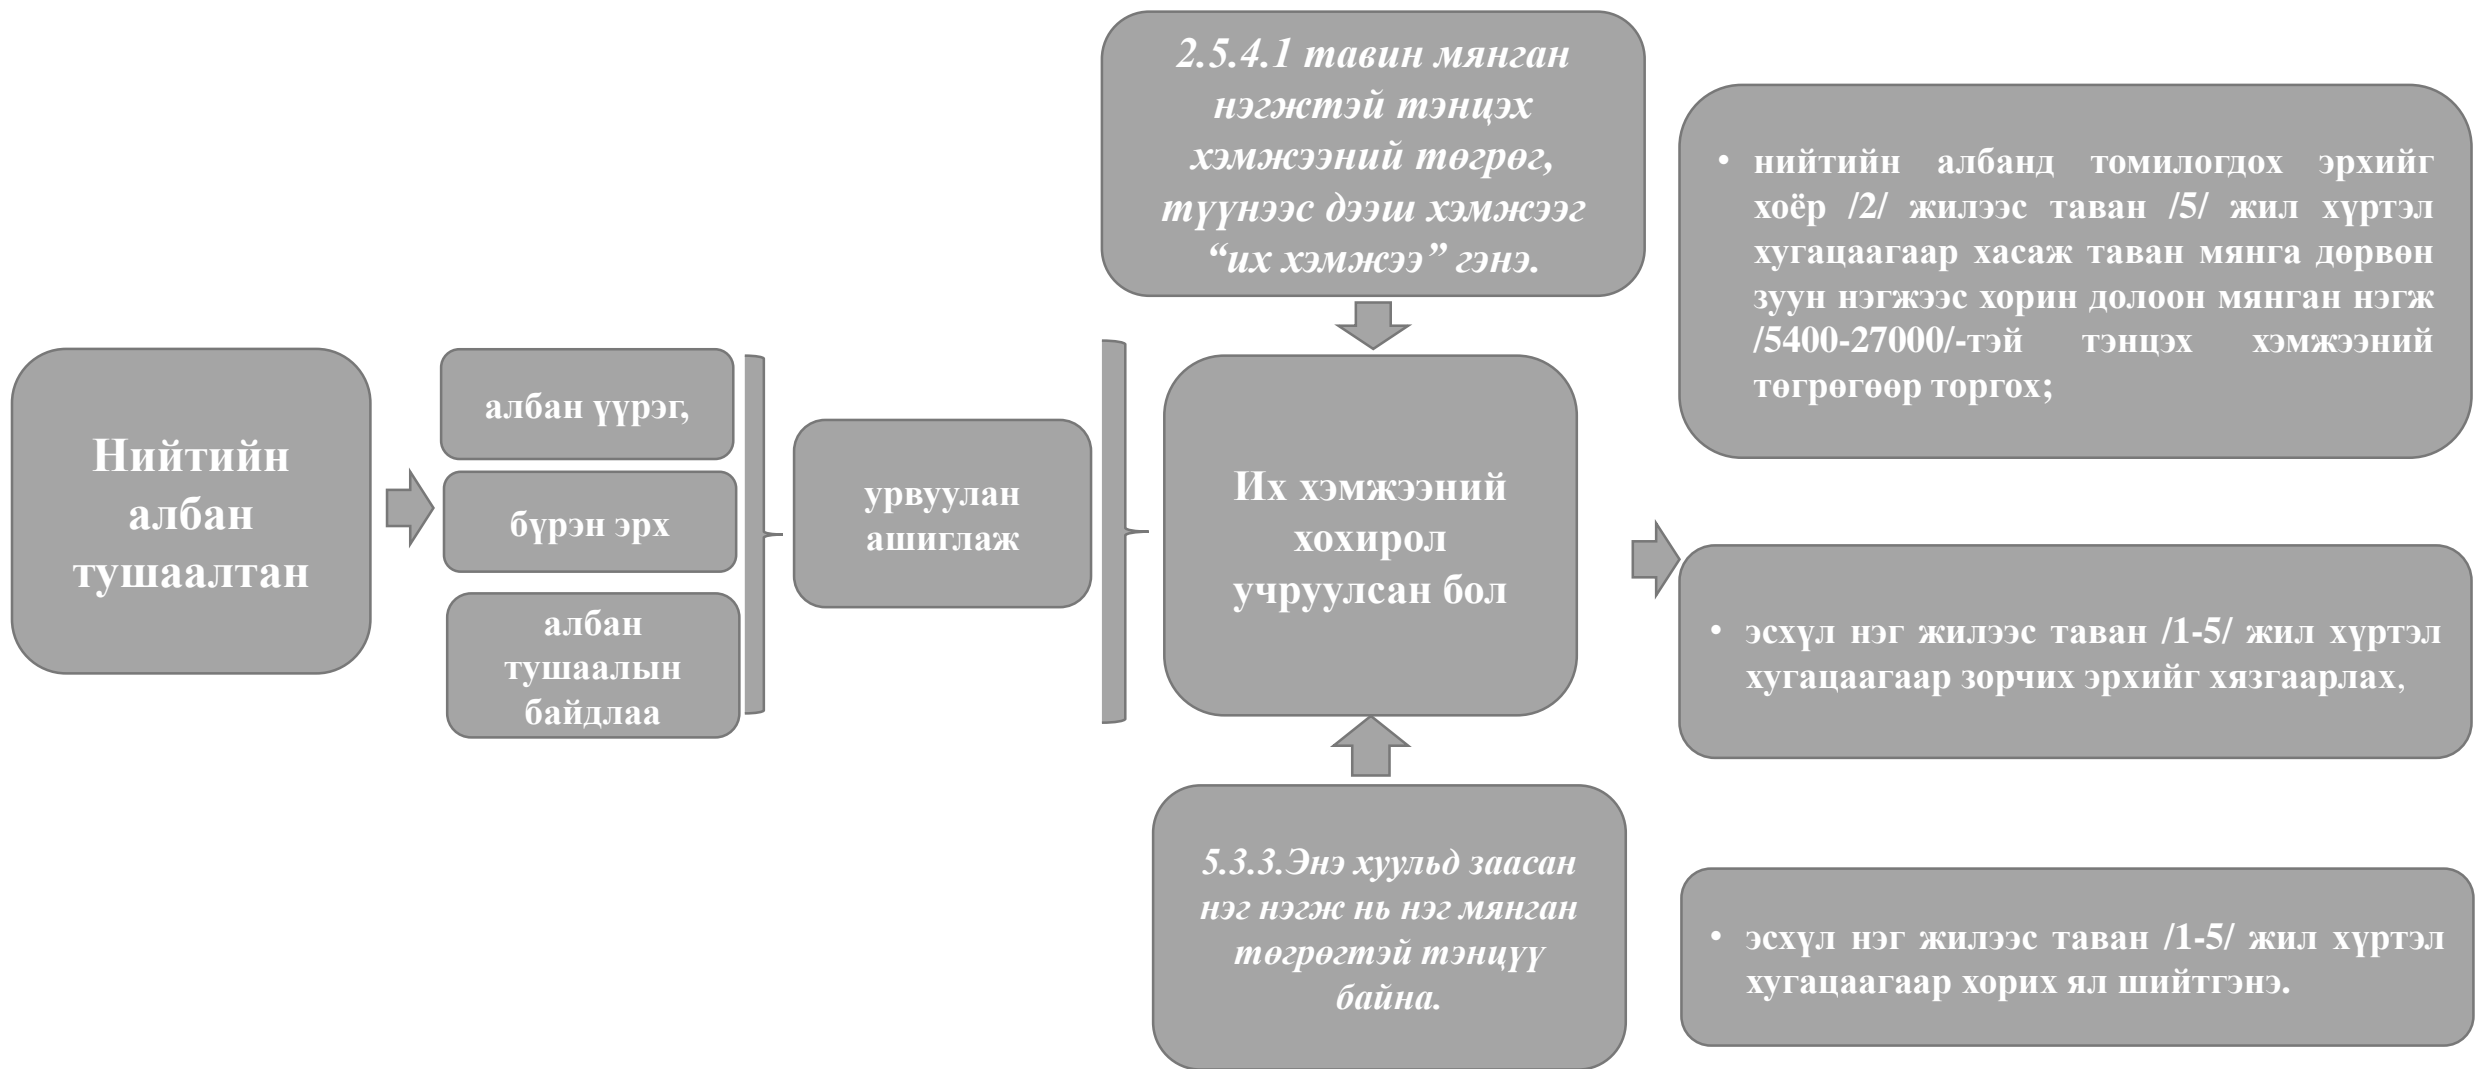 Нийтийн
албан
тушаалтан
албан үүрэг,
бүрэн эрх
албан
тушаалын
байдлаа
урвуулан
ашиглаж
2.5.4.1 тавин мянган
нэгжтэй тэнцэх
хэмжээний төгрөг,
түүнээс дээш хэмжээг
“их хэмжээ” гэнэ.
Их хэмжээний
хохирол
учруулсан бол
5.3.3.Энэ хуульд заасан
нэг нэгж нь нэг мянган
төгрөгтэй тэнцүү
байна.
• нийтийн албанд томилогдох эрхийг
хоёр /2/ жилээс таван /5/ жил хүртэл
хугацаагаар хасаж таван мянга дөрвөн
зуун нэгжээс хорин долоон мянган нэгж
/5400-27000/-тэй тэнцэх хэмжээний
төгрөгөөр торгох;
• эсхүл нэг жилээс таван /1-5/ жил хүртэл
хугацаагаар зорчих эрхийг хязгаарлах,
• эсхүл нэг жилээс таван /1-5/ жил хүртэл
хугацаагаар хорих ял шийтгэнэ.